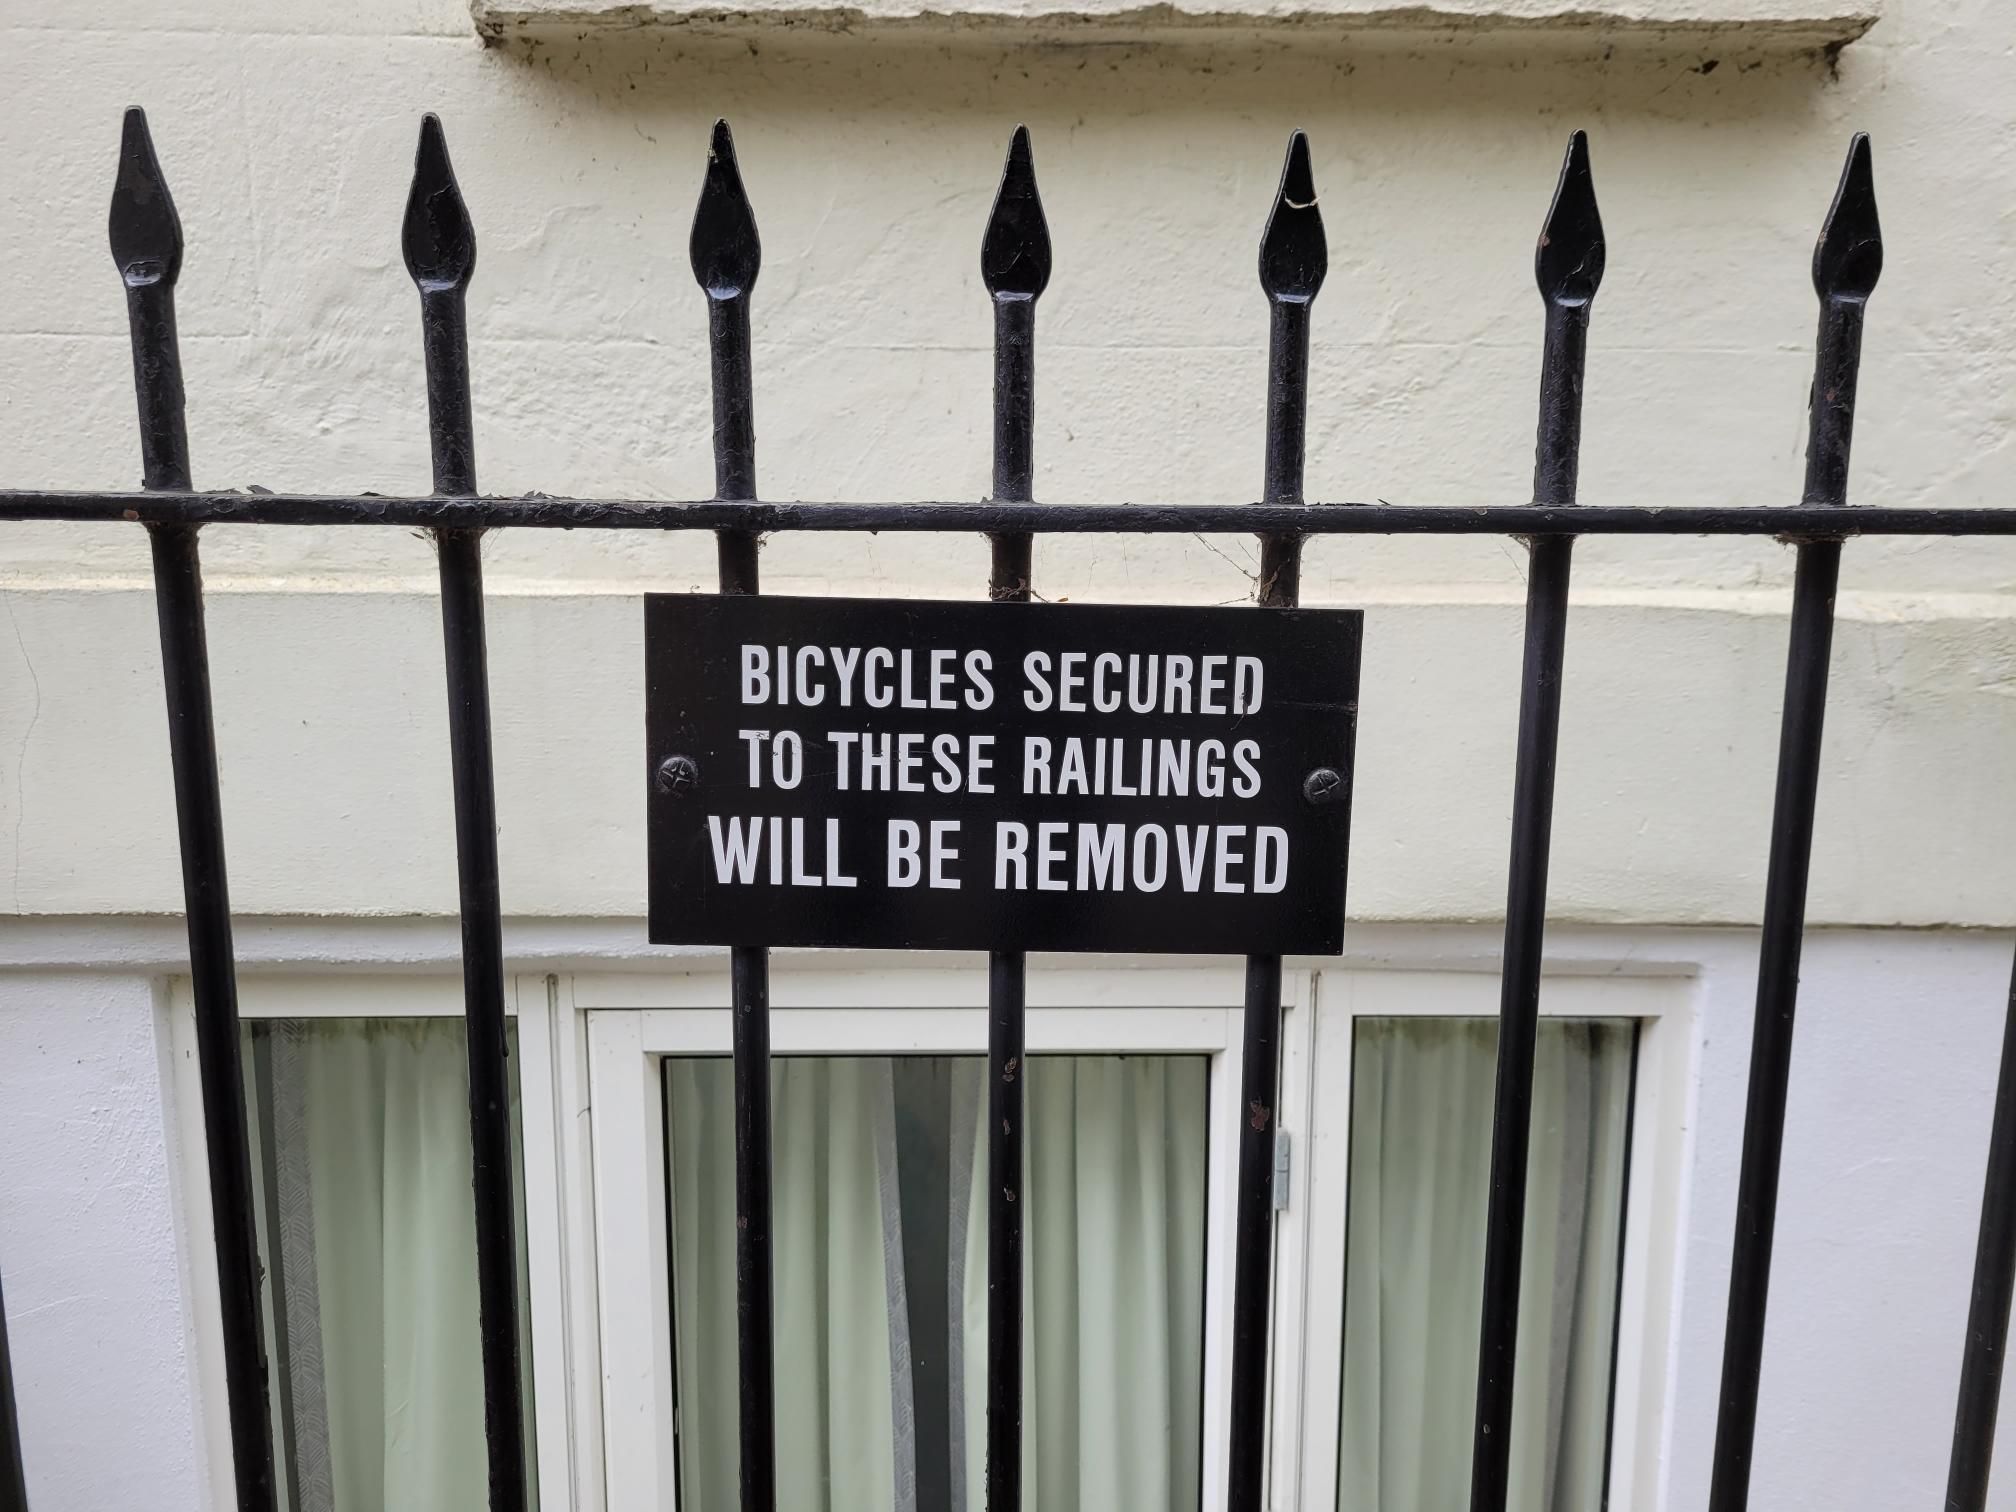 BICYCLES SECURED
TO THESE RAILINGS
WILL BE REMOVED